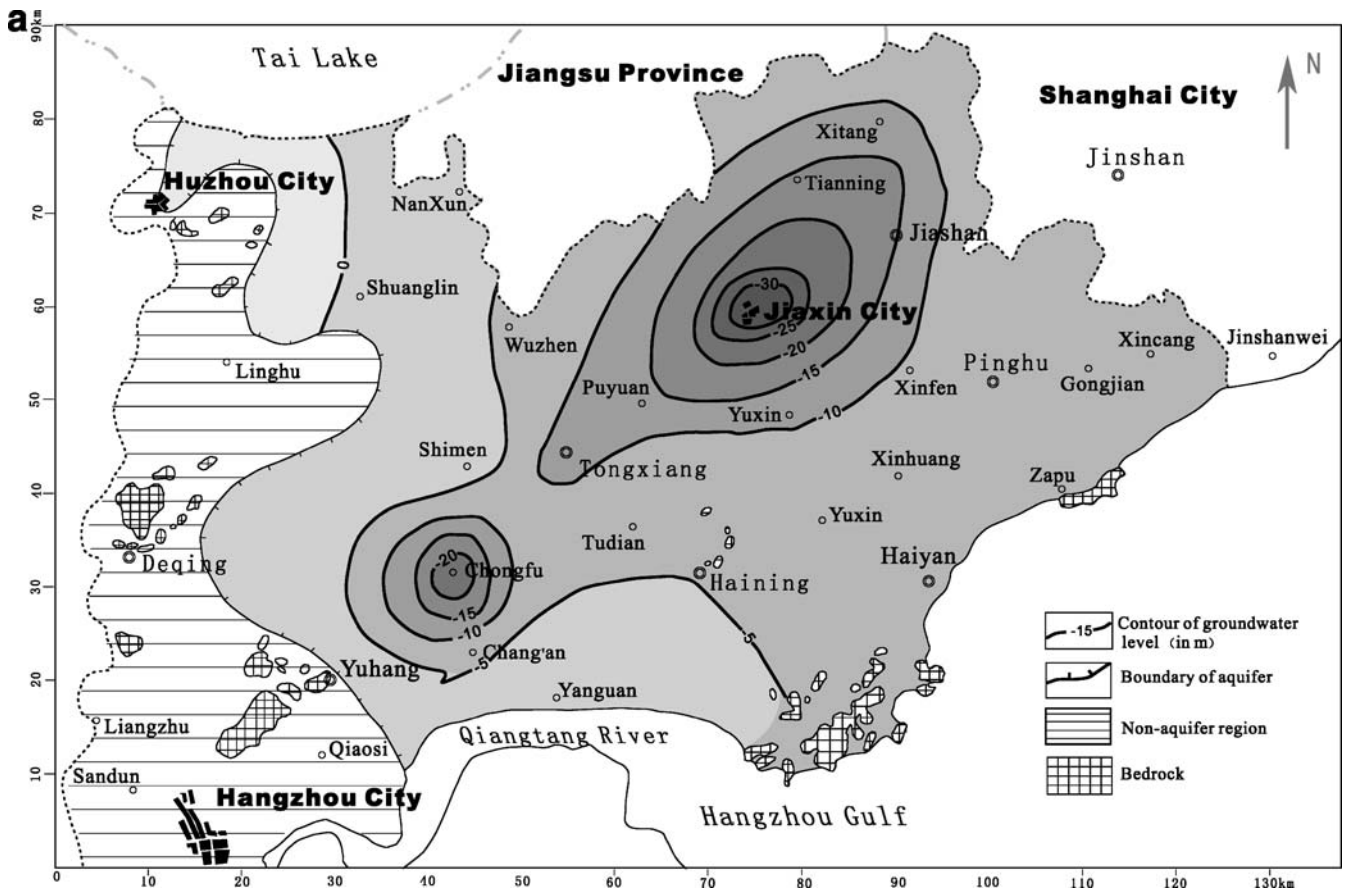 a
90km
80
70
60
50
40
30
20
10
Tai Lake
Jiangsu Province
Shanghai City
N
Xitang
Jinshan
Tianning
Huzhou City
NanXun
Jiashan
0
Shuanglin
-30
Jiaxin City
-25
Wuzhen
-20
Linghu
Xincang
Jinshanwei
Pinghu
Gongjian
-15
Xinfen
Puyuan
Yuxin
-10
Shimen
Tongxiang
Xinhuang
Zapu
Yuxin
Tudian
Deqing
-20
Chongfu
Haining
Haiyan
-15
-10
-5
Chang'an
5
Yuhang
Yanguan
Liangzhu
Qiaosi
Qiangtang River
Sandun
Hangzhou City
Hangzhou Gulf
-15
Contour of groundwater
level (in m)
Boundary of aquifer
Non-aquifer region
Bedrock
0 10 20 30 40 50 60 70 80 90 100 110 120 130km